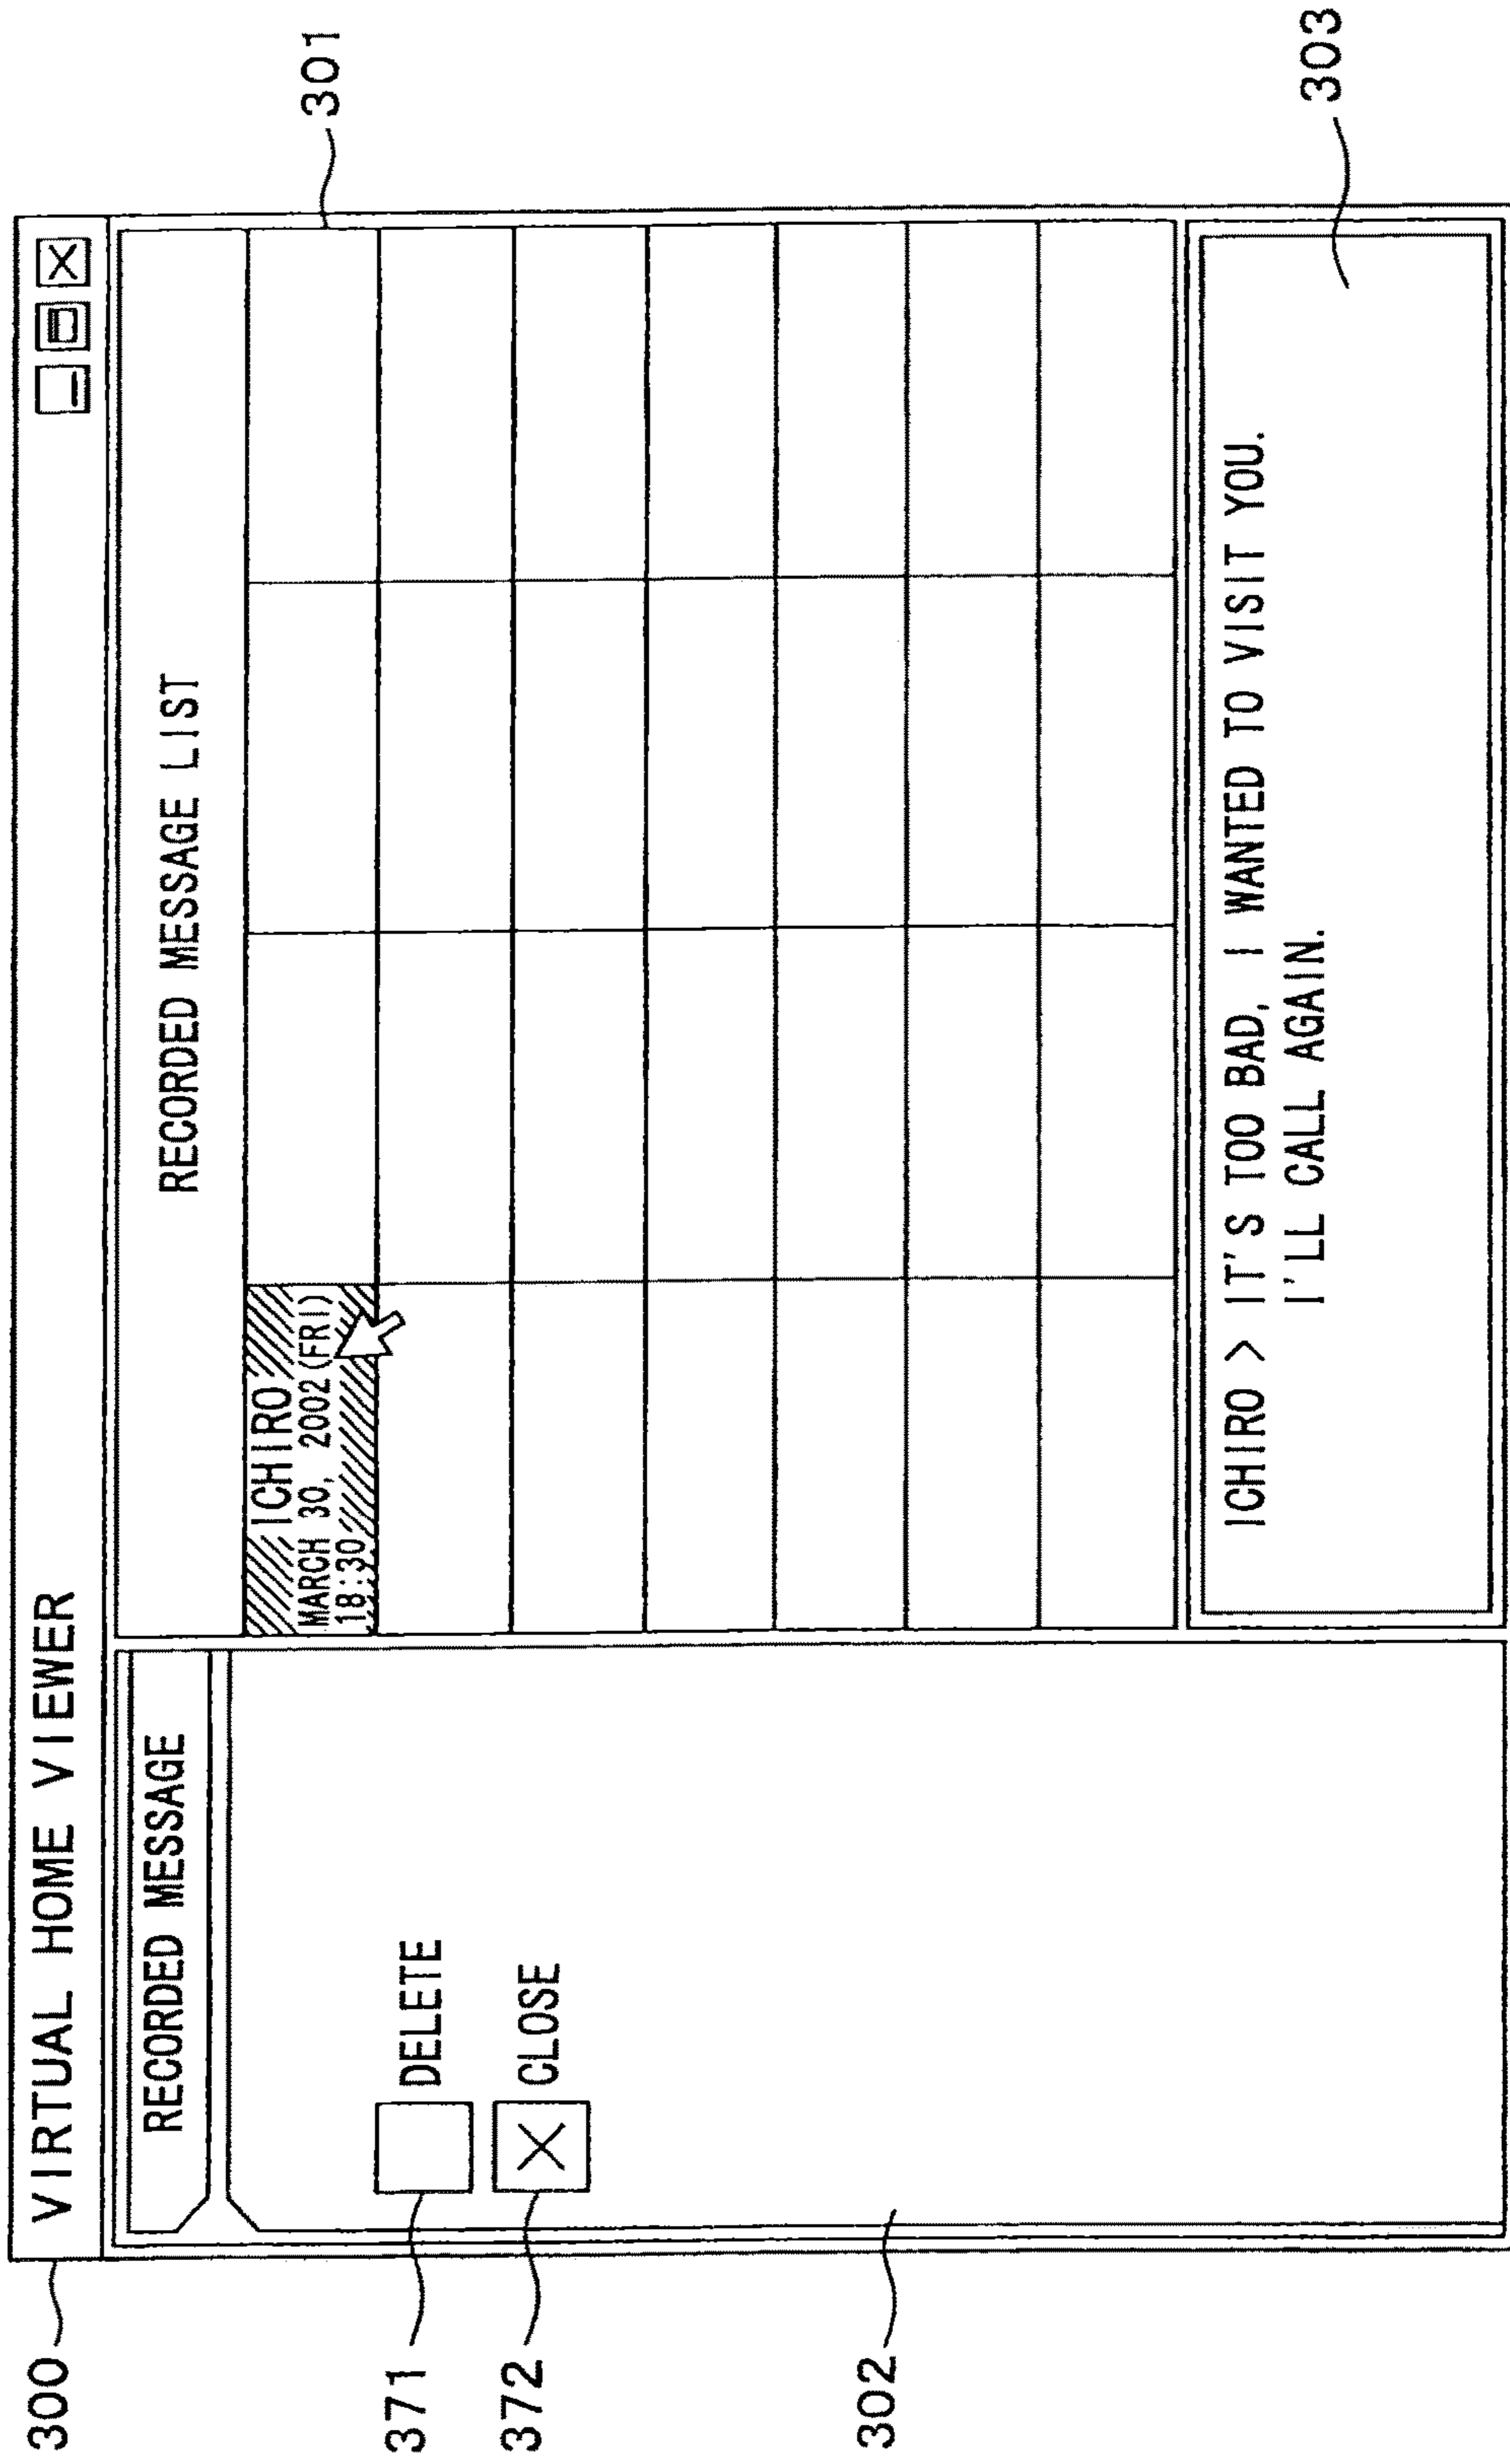 300
VIRTUAL HOME VIEWER
RECORDED MESSAGE
371
DELETE
372
X CLOSE
302
RECORDED MESSAGE LIST
301
ICHIRO
MARCH 30, 2002(FRI)
18:30
ICHIRO > IT'S TOO BAD, I WANTED TO VISIT YOU.
I'LL CALL AGAIN.
303